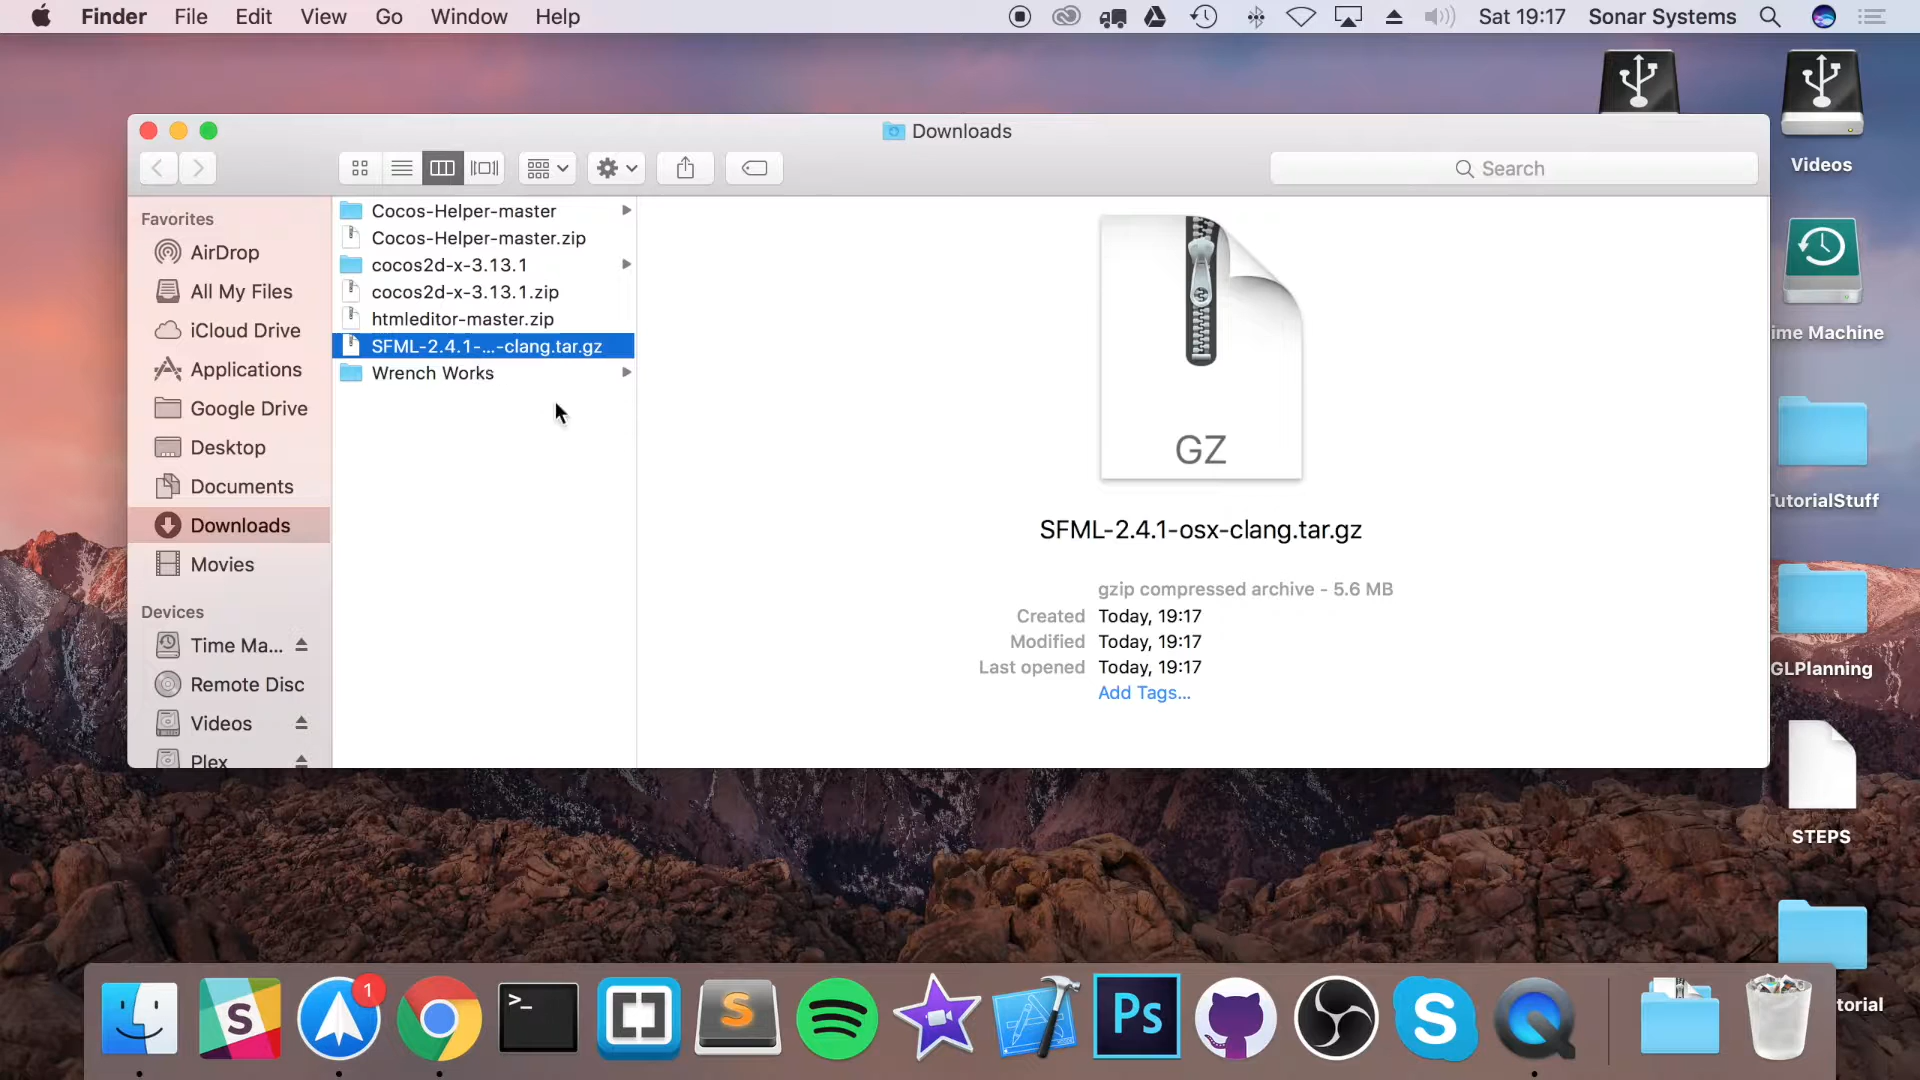 Finder File Edit View Go Window Help Sat 19:17 Sonar Systems
Downloads
Search
Favorites
AirDrop
All My Files
iCloud Drive
Applications
Google Drive
Desktop
Documents
Downloads
Movies
Devices
Time Ma...
Remote Disc
Videos
Plex
Cocos-Helper-master
Cocos-Helper-master.zip
cocos2d-x-3.13.1
cocos2d-x-3.13.1.zip
htmleditor-master.zip
SFML-2.4.1-...-clang.tar.gz
Wrench Works
GZ
SFML-2.4.1-osx-clang.tar.gz
gzip compressed archive - 5.6 MB
Created Today, 19:17
Modified Today, 19:17
Last opened Today, 19:17
Add Tags...
Videos
ime Machine
TutorialStuff
GLPlanning
STEPS
torial
S
1
>_
S
Ps
S